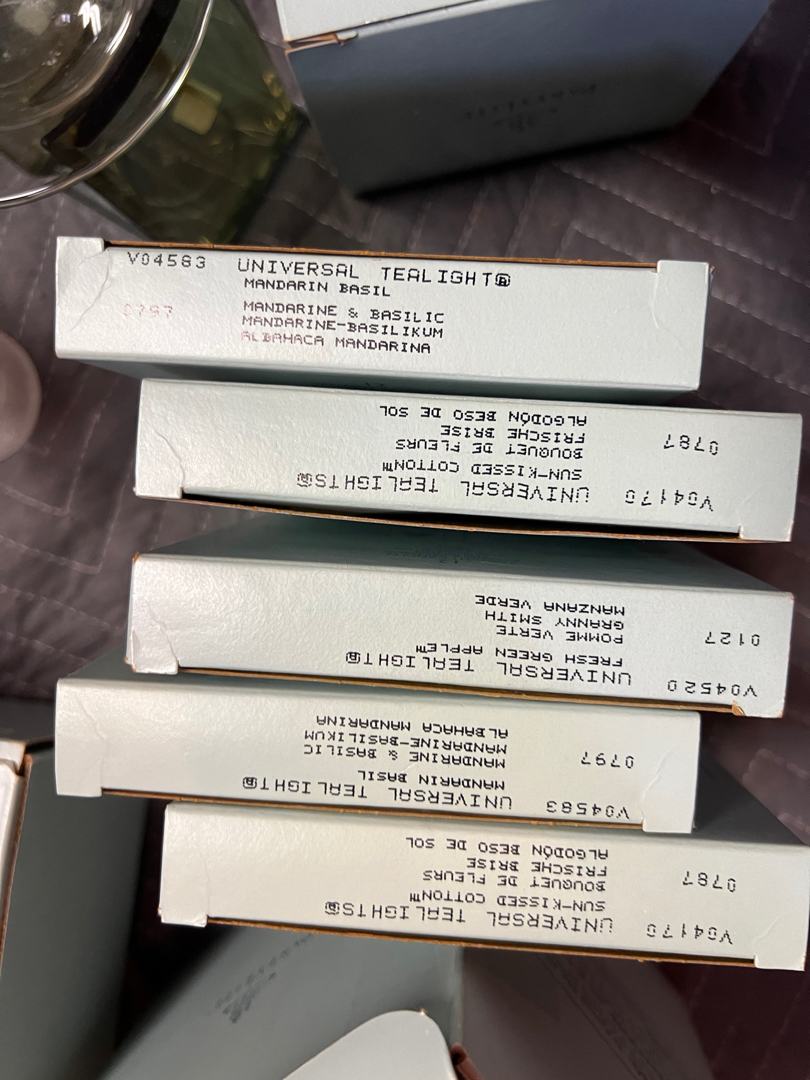 V04583 UNIVERSAL TEALIGHT®
MANDARIN BASIL
0797 MANDARINE & BASILIC
MANDARINE-BASILIKUM
ALBAHACA MANDARINA
V04170 UNIVERSAL TEALIGHTS®
SUN-KISSED COTTON™
BOUQUET DE FLEURS
0787 FRISCHE BRISE
ALGODÓN BESO DE SOL
V04520 UNIVERSAL TEALIGHT®
FRESH GREEN APPLE™
0127 POMME VERTE
GRANNY SMITH
MANZANA VERDE
V04583 UNIVERSAL TEALIGHT®
MANDARIN BASIL
0797 MANDARINE & BASILIC
MANDARINE-BASILIKUM
ALBAHACA MANDARINA
V04170 UNIVERSAL TEALIGHTS®
SUN-KISSED COTTON™
BOUQUET DE FLEURS
0787 FRISCHE BRISE
ALGODÓN BESO DE SOL